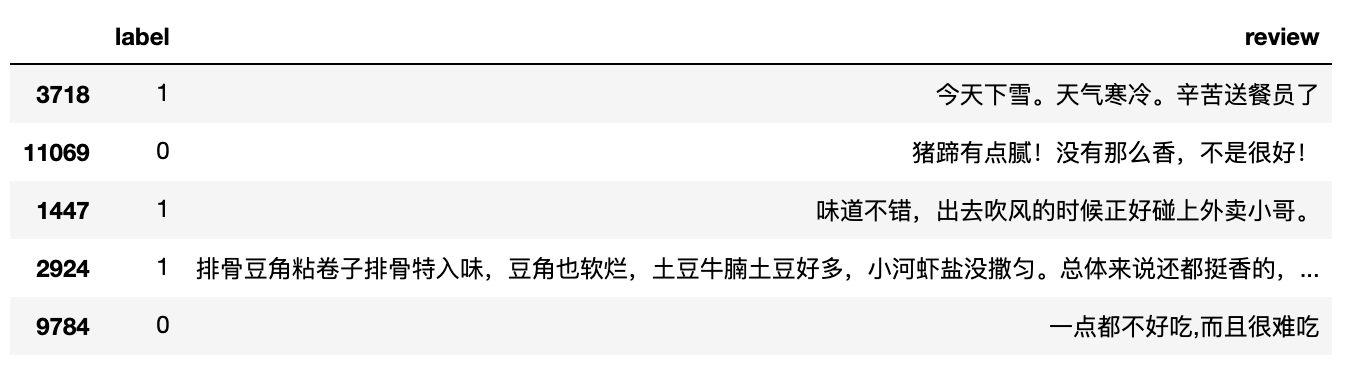 label review
3718 1 今天下雪。天气寒冷。辛苦送餐员了
11069 0 猪蹄有点腻！没有那么香，不是很好！
1447 1 味道不错，出去吹风的时候正好碰上外卖小哥。
2924 1 排骨豆角粘卷子排骨特入味，豆角也软烂，土豆牛腩土豆好多，小河虾盐没撒匀。总体来说还都挺香的，...
9784 0 一点都不好吃,而且很难吃